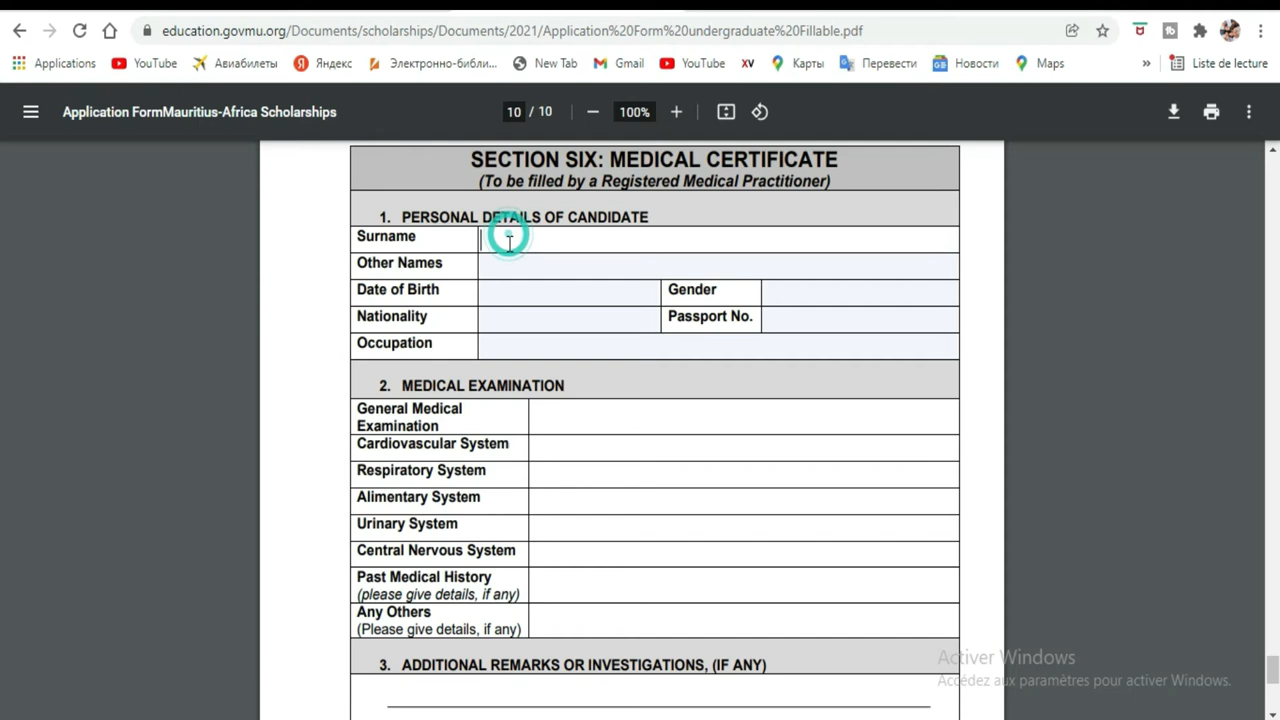 education.govmu.org/Documents/scholarships/Documents/2021/Application%20Form%20undergraduate%20Fillable.pdf
Applications YouTube Авиабилеты Яндекс Электронно-библи... New Tab Gmail YouTube XV Карты Перевести Новости Maps » Liste de lecture
Application FormMauritius-Africa Scholarships 10 / 10 100%
SECTION SIX: MEDICAL CERTIFICATE
(To be filled by a Registered Medical Practitioner)
1. PERSONAL DETAILS OF CANDIDATE
Surname
Other Names
Date of Birth Gender
Nationality Passport No.
Occupation
2. MEDICAL EXAMINATION
General Medical
Examination
Cardiovascular System
Respiratory System
Alimentary System
Urinary System
Central Nervous System
Past Medical History
(please give details, if any)
Any Others
(Please give details, if any)
3. ADDITIONAL REMARKS OR INVESTIGATIONS, (IF ANY)
Activer Windows
Accédez aux paramètres pour activer Windows.